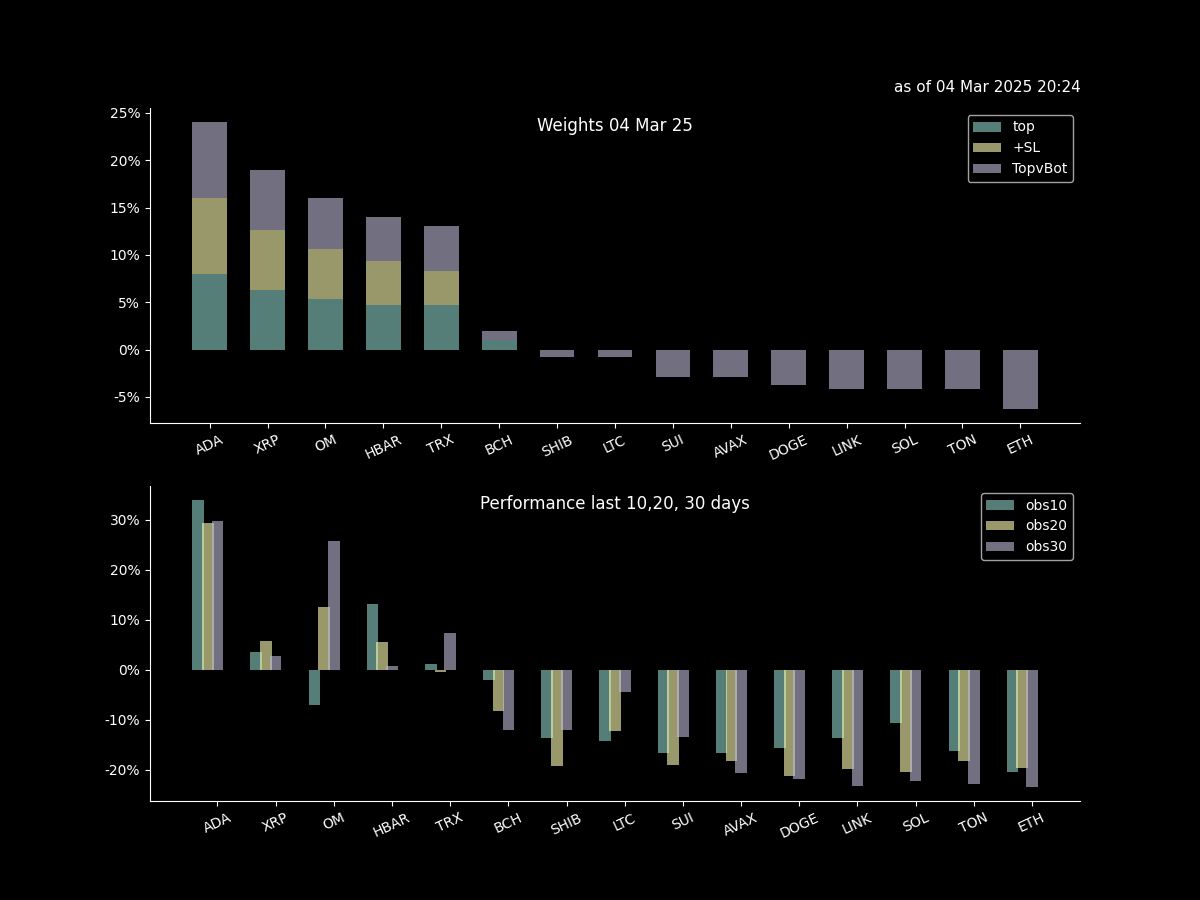 as of 04 Mar 2025 20:24
Weights 04 Mar 25
top
+SL
TopvBot
25%
20%
15%
10%
5%
0%
-5%
ADA XRP OM HBAR TRX BCH SHIB LTC SUI AVAX DOGE LINK SOL TON ETH
Performance last 10,20, 30 days
obs10
obs20
obs30
30%
20%
10%
0%
-10%
-20%
ADA XRP OM HBAR TRX BCH SHIB LTC SUI AVAX DOGE LINK SOL TON ETH